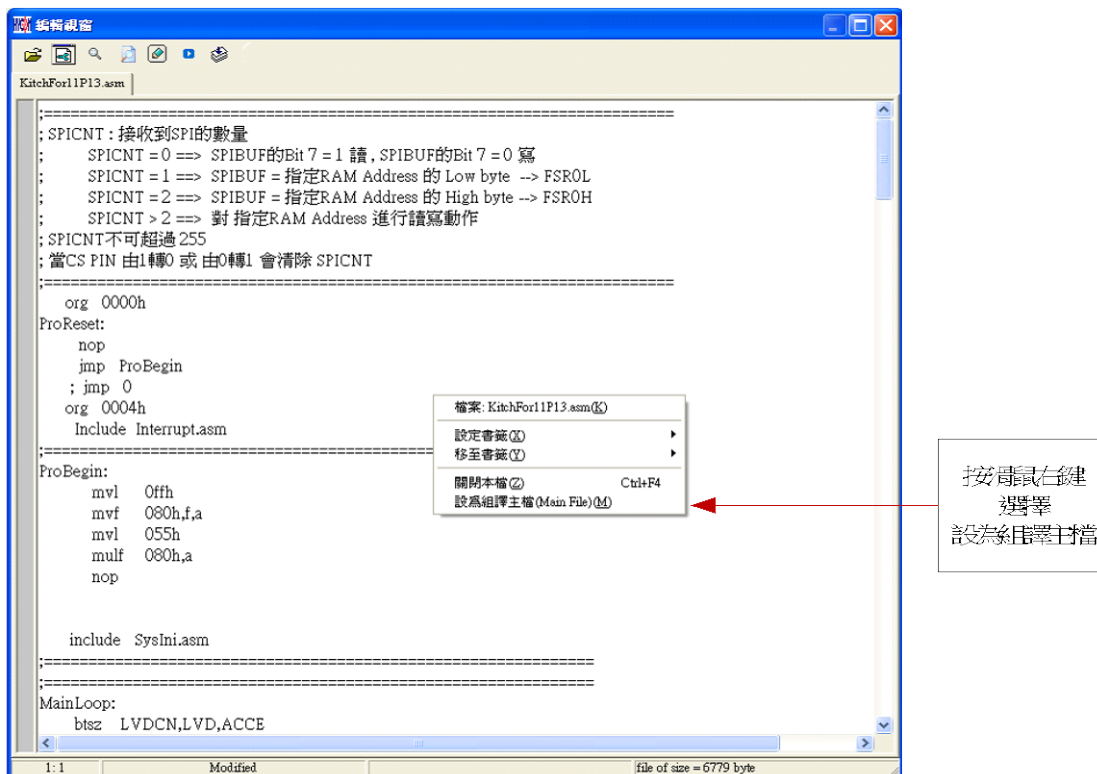 編輯視窗
KitchFor11P13.asm
;======================================================================
; SPICNT : 接收到SPI的數量
; SPICNT = 0 ==> SPIBUF的Bit 7 = 1 讀 , SPIBUF的Bit 7 = 0 寫
; SPICNT = 1 ==> SPIBUF = 指定RAM Address 的 Low byte --> FSR0L
; SPICNT = 2 ==> SPIBUF = 指定RAM Address 的 High byte --> FSR0H
; SPICNT > 2 ==> 對 指定RAM Address 進行讀寫動作
; SPICNT不可超過 255
; 當CS PIN 由1轉0 或 由0轉1 會清除 SPICNT
;======================================================================
org 0000h
ProReset:
nop
jmp ProBegin
; jmp 0
org 0004h
Include Interrupt.asm
;=============================================
ProBegin:
mvl 0ffh
mvf 080h,f,a
mvl 055h
mulf 080h,a
nop
include SysIni.asm
;=============================================================
;=============================================================
MainLoop:
btsz LVDCN,LVD,ACCE
檔案: KitchFor11P13.asm(K)
設定書籤(X)
移至書籤(Y)
關閉本檔(Z) Ctrl+F4
設爲組譯主檔(Main File)(M)
按滑鼠右鍵
選擇
設為組譯主檔
1: 1 Modified file of size = 6779 byte